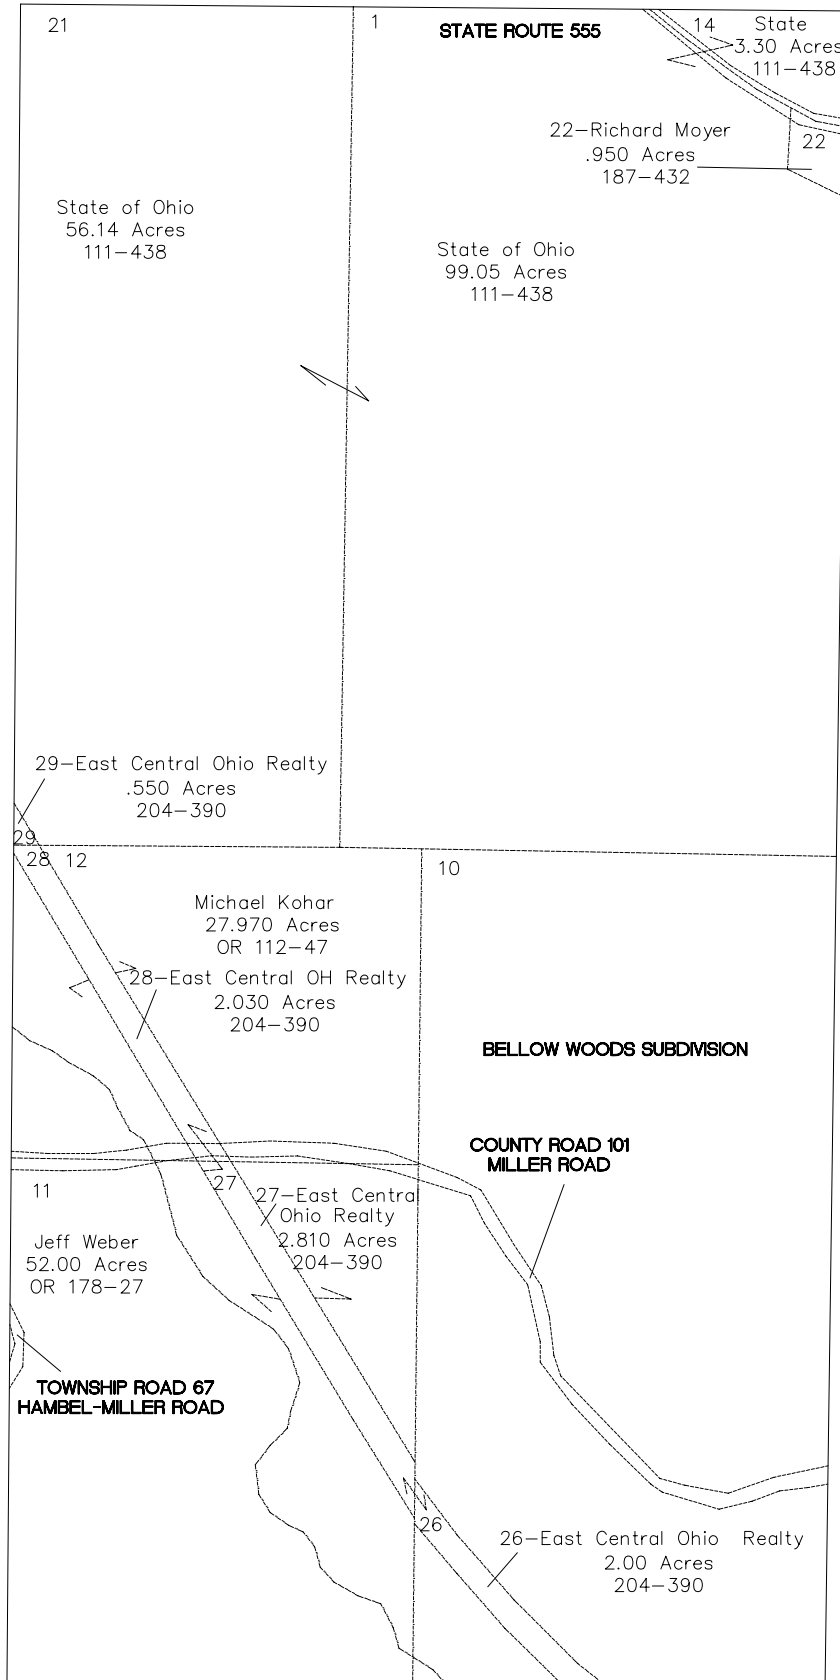 21
1
STATE ROUTE 555
14
State
3.30 Acres
111-438
22-Richard Moyer
.950 Acres
187-432
22
State of Ohio
56.14 Acres
111-438
State of Ohio
99.05 Acres
111-438
29-East Central Ohio Realty
.550 Acres
204-390
29
28
12
10
Michael Kohar
27.970 Acres
OR 112-47
28-East Central OH Realty
2.030 Acres
204-390
BELLOW WOODS SUBDIVISION
COUNTY ROAD 101
MILLER ROAD
11
27
27-East Central
Ohio Realty
2.810 Acres
204-390
Jeff Weber
52.00 Acres
OR 178-27
TOWNSHIP ROAD 67
HAMBEL-MILLER ROAD
26
26-East Central Ohio Realty
2.00 Acres
204-390